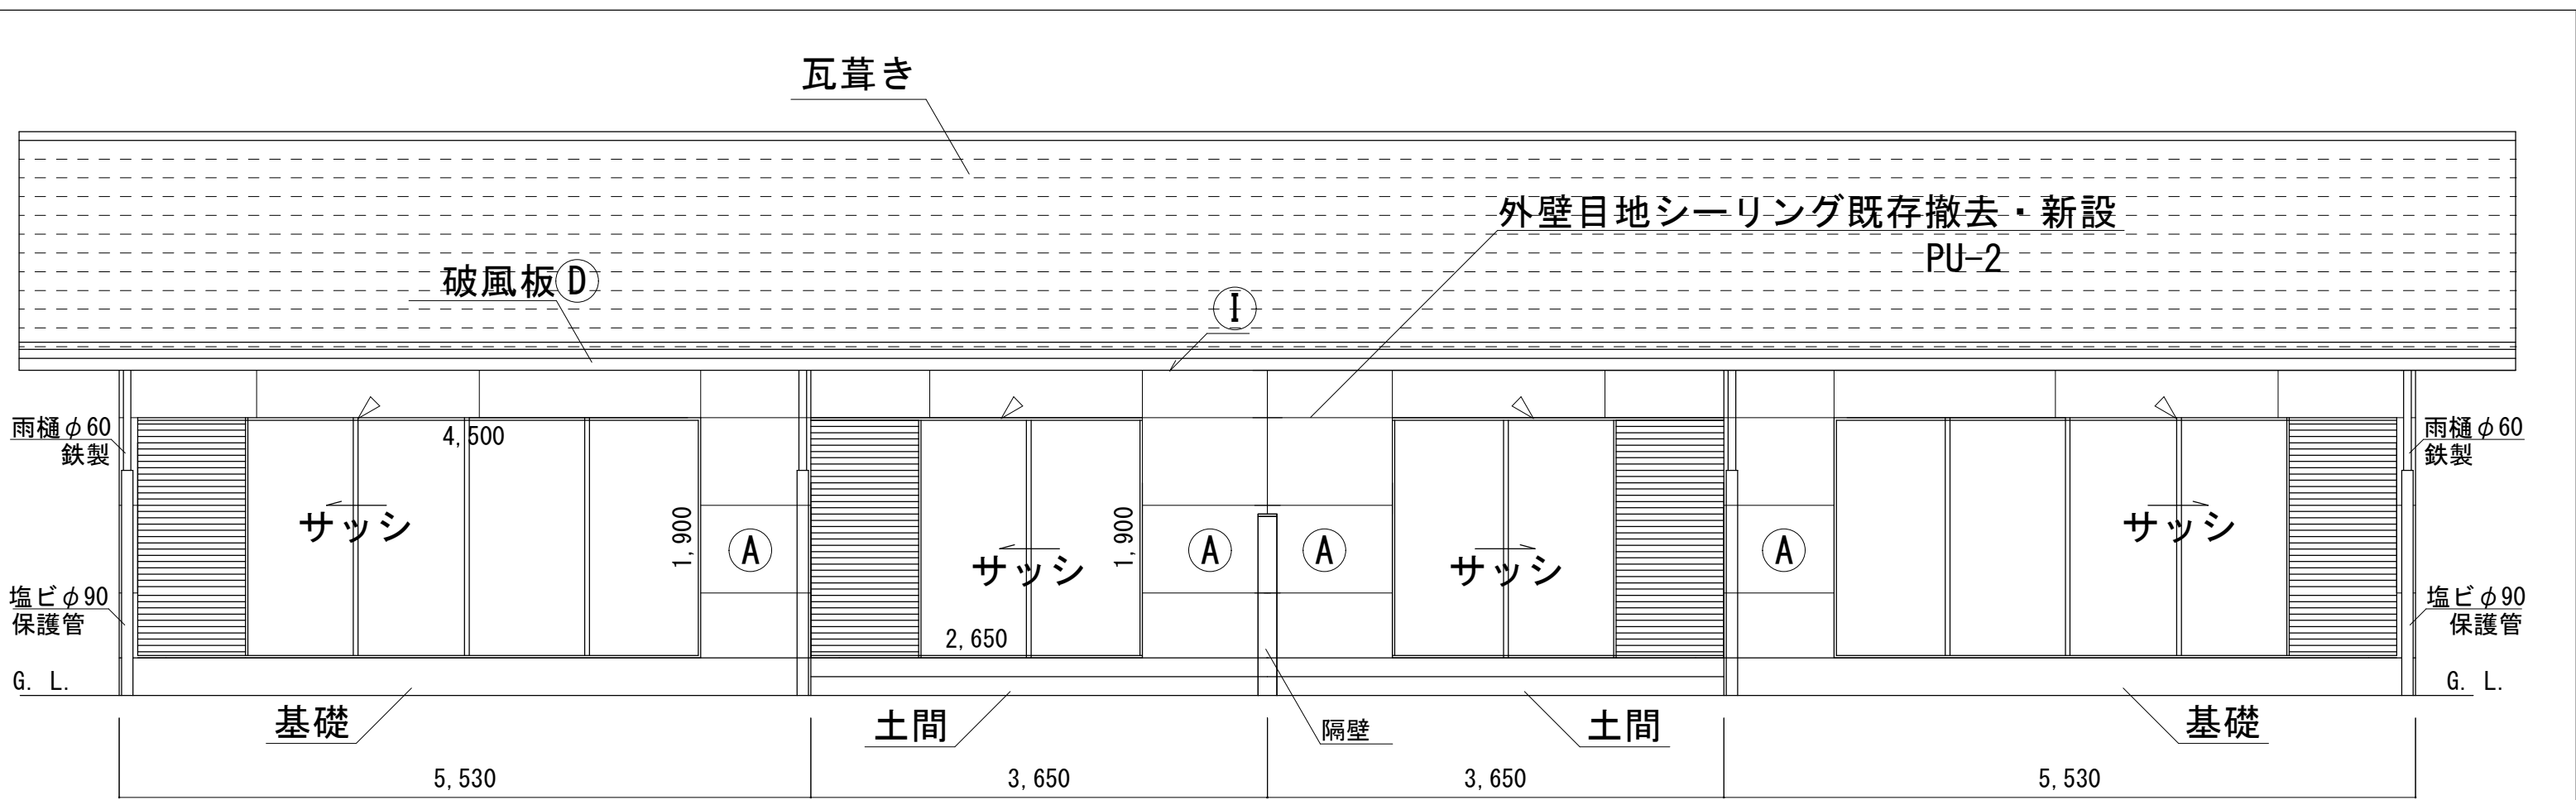 瓦葺き
外壁目地シーリング既存撤去・新設
PU-2
破風板Ⓓ
Ⓘ
雨樋φ60
鉄製
4,500
雨樋φ60
鉄製
サッシ
1,900
Ⓐ
サッシ
1,900
Ⓐ
Ⓐ
サッシ
Ⓐ
サッシ
塩ビφ90
保護管
2,650
塩ビφ90
保護管
G. L.
G. L.
基礎
土間
隔壁
土間
基礎
5,530
3,650
3,650
5,530